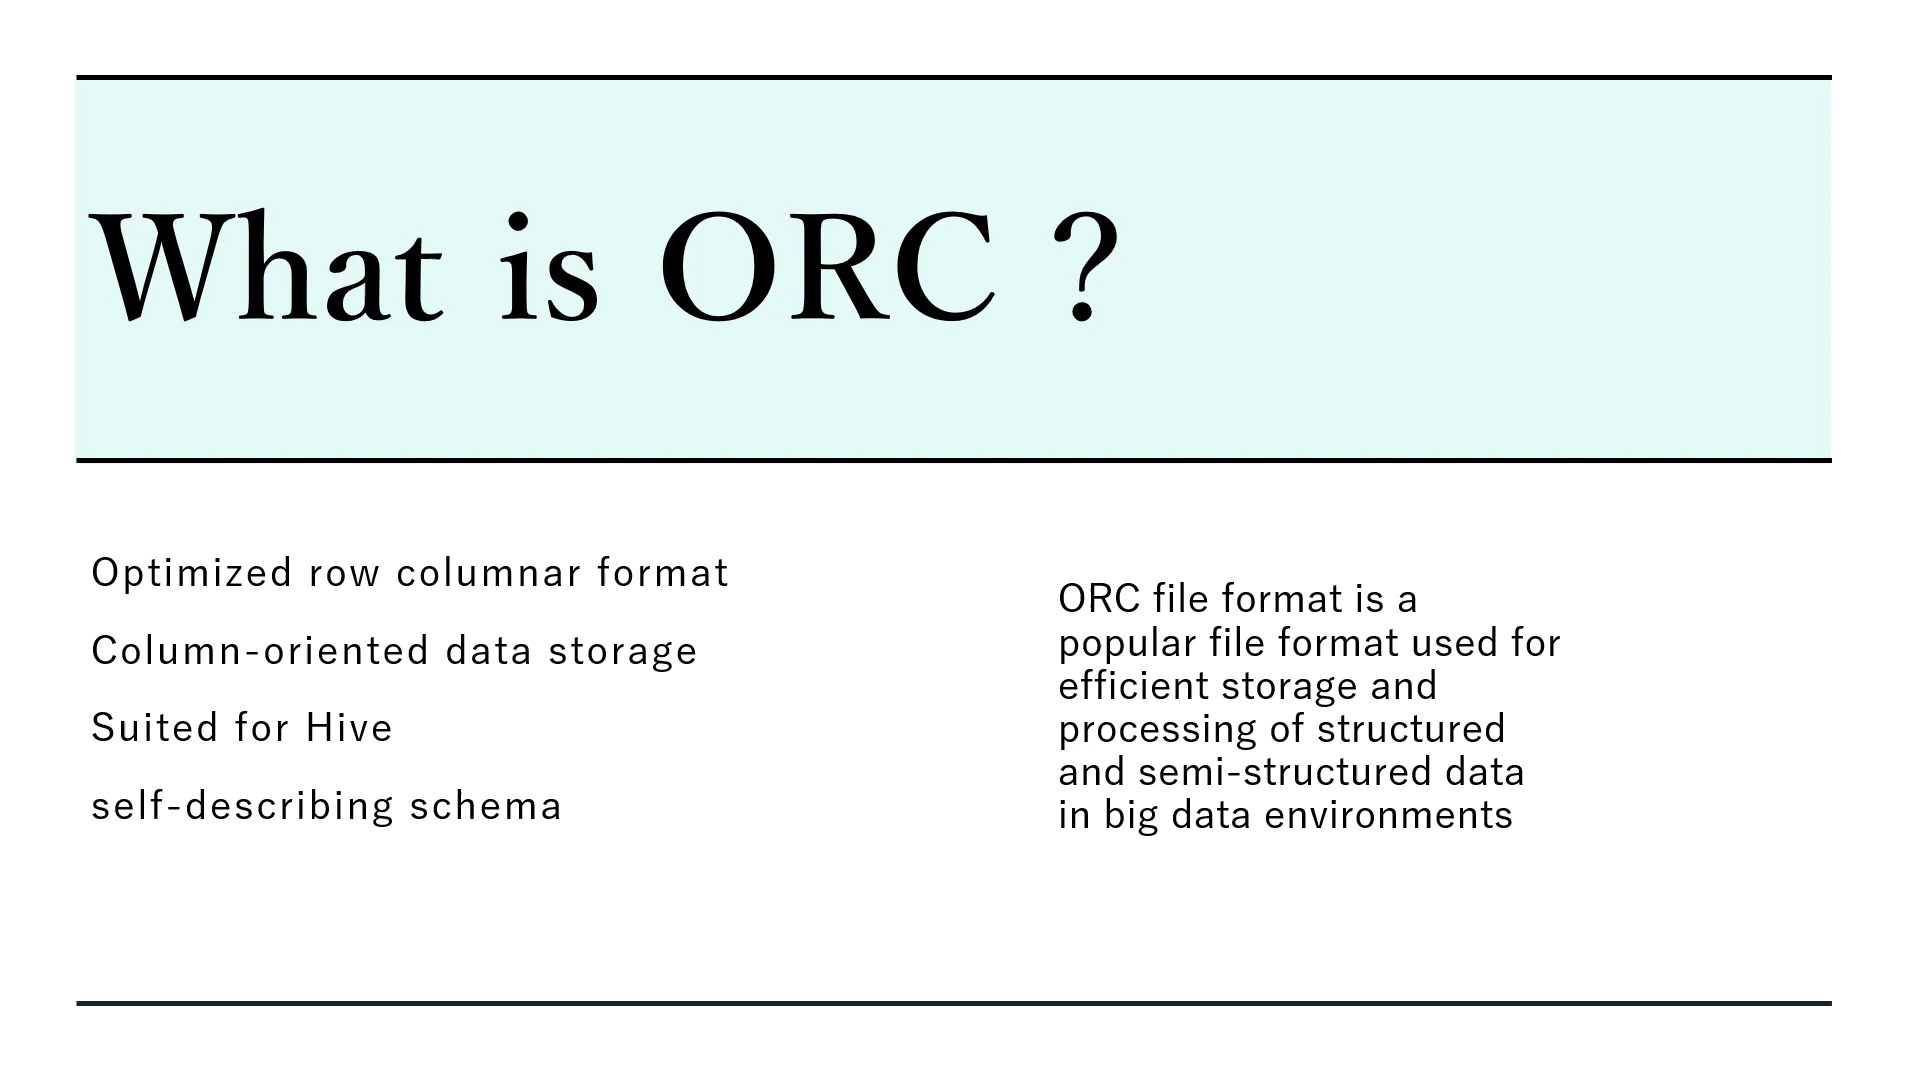 What is ORC ?
Optimized row columnar format
Column-oriented data storage
Suited for Hive
self-describing schema
ORC file format is a
popular file format used for
efficient storage and
processing of structured
and semi-structured data
in big data environments